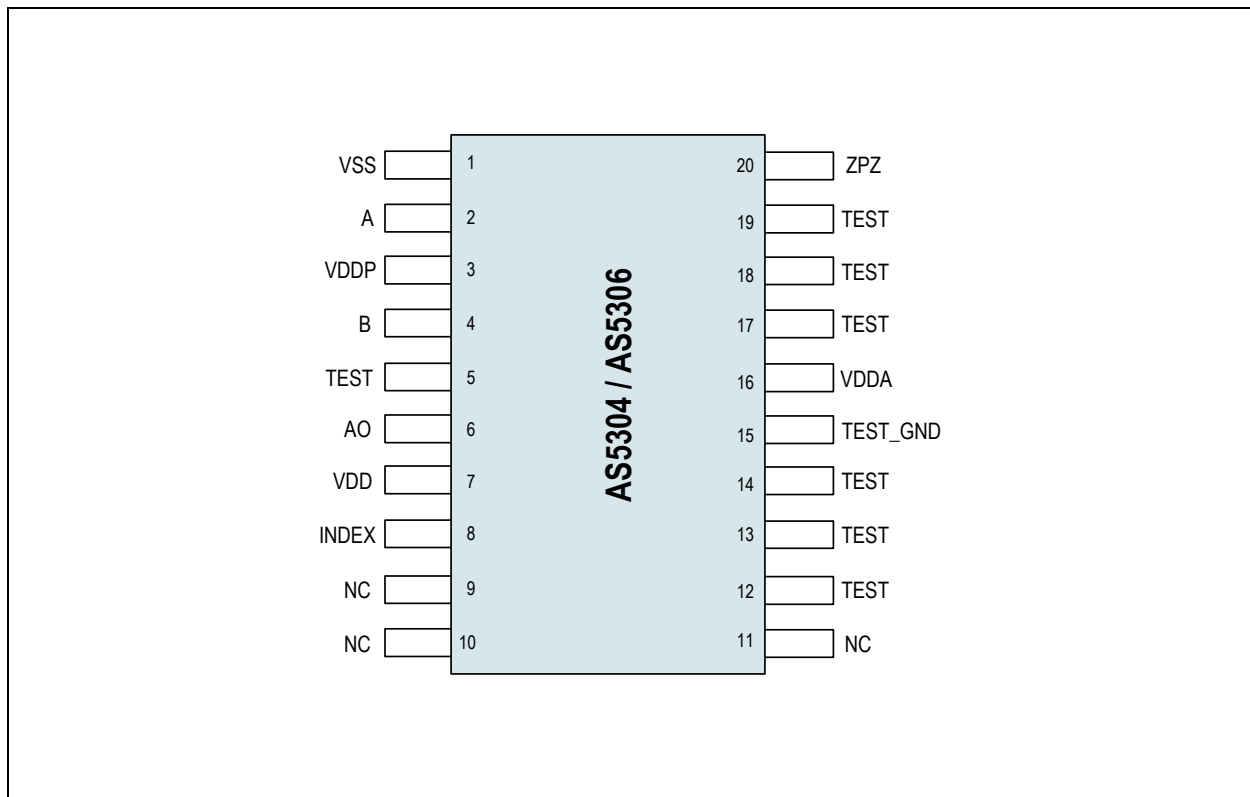 VSS 1 20 ZPZ
A 2 19 TEST
VDDP 3 18 TEST
B 4 17 TEST
TEST 5 16 VDDA
AO 6 15 TEST_GND
VDD 7 14 TEST
INDEX 8 13 TEST
NC 9 12 TEST
NC 10 11 NC
AS5304 / AS5306